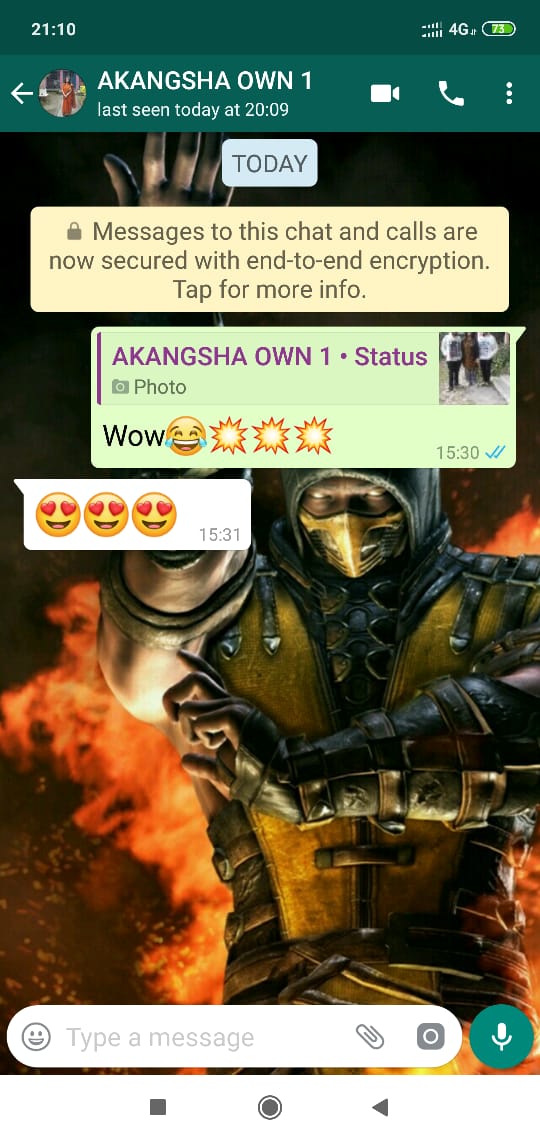 21:10
4G
73
AKANGSHA OWN 1
last seen today at 20:09
TODAY
Messages to this chat and calls are
now secured with end-to-end encryption.
Tap for more info.
AKANGSHA OWN 1 • Status
Photo
Wow😂💥💥💥
15:30
😍😍😍
15:31
Type a message